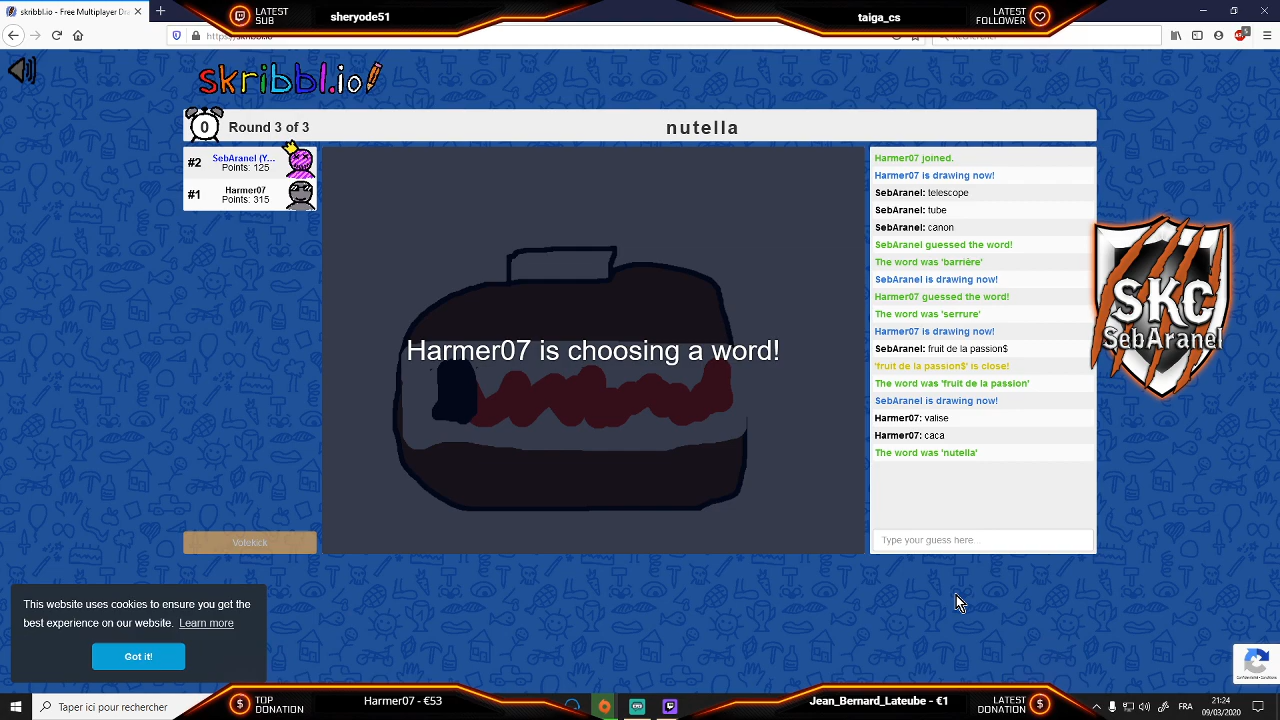 skribbl.io - Free Multiplayer Dra
LATEST
SUB
sheryode51
taiga_cs
LATEST
FOLLOWER
https://skribbl.io
Rechercher
skribbl.io
0
Round 3 of 3
nutella
#2
SebAranel (Y...
Points: 125
#1
Harmer07
Points: 315
Harmer07 is choosing a word!
Harmer07 joined.
Harmer07 is drawing now!
SebAranel: telescope
SebAranel: tube
SebAranel: canon
SebAranel guessed the word!
The word was 'barrière'
SebAranel is drawing now!
Harmer07 guessed the word!
The word was 'serrure'
Harmer07 is drawing now!
SebAranel: fruit de la passion$
'fruit de la passion$' is close!
The word was 'fruit de la passion'
SebAranel is drawing now!
Harmer07: valise
Harmer07: caca
The word was 'nutella'
Type your guess here...
SKC
SebAranel
Votekick
This website uses cookies to ensure you get the
best experience on our website. Learn more
Got it!
Taper ici pour rechercher
TOP
DONATION
Harmer07 - €53
Jean_Bernard_Lateube - €1
LATEST
DONATION
FRA
21:24
09/03/2020